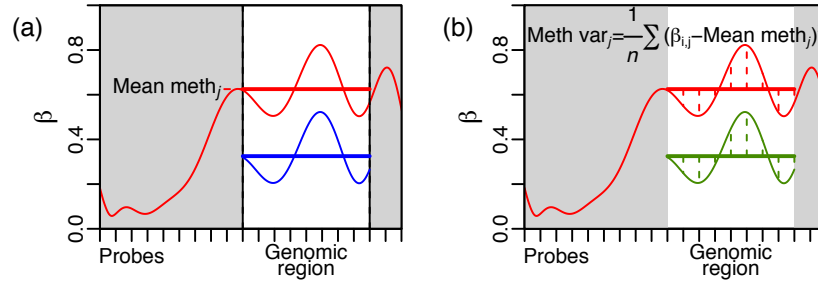 (a)
0.8
0.4
0.0
β
Mean meth_j
Probes
Genomic
region
(b)
0.8
0.4
0.0
β
Meth var_j=1/n∑ (β_i,j–Mean meth_j)
Probes
Genomic
region